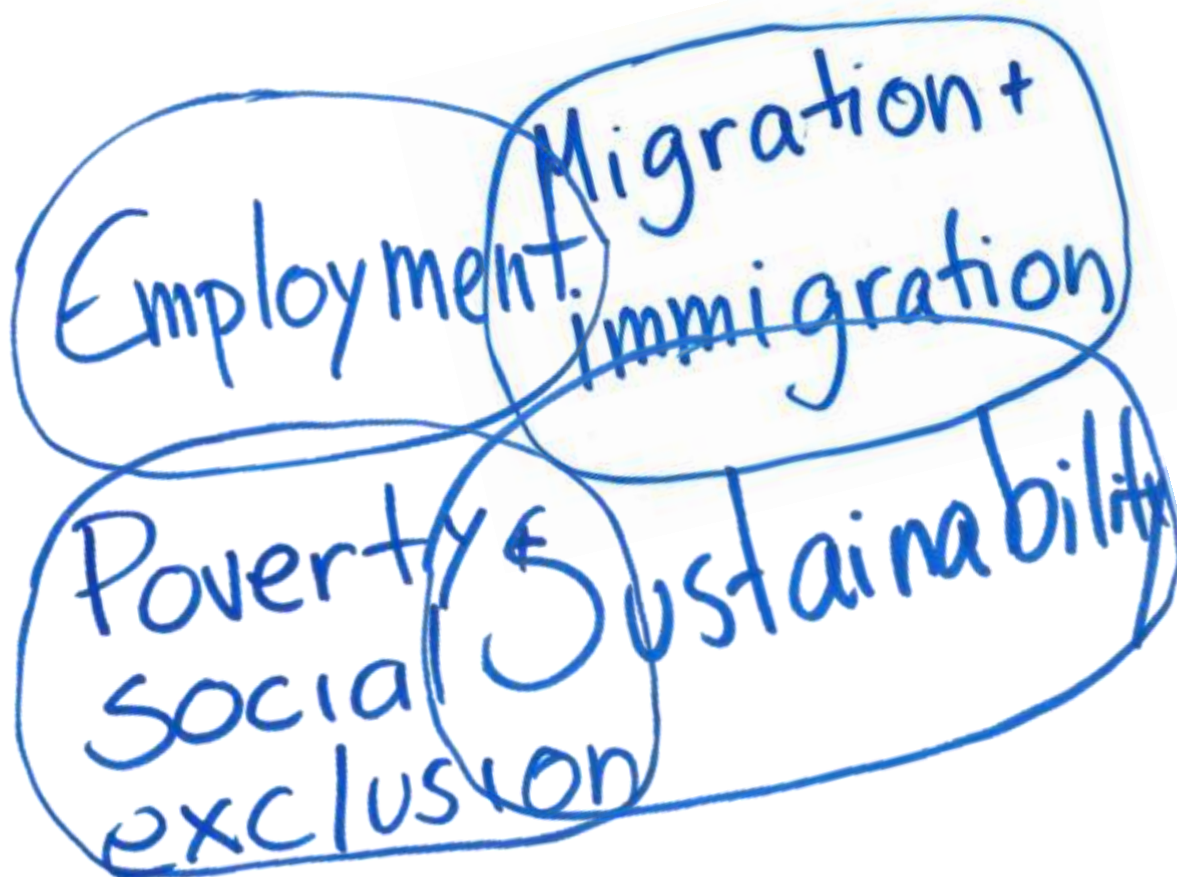 Employment
Migration +
immigration
Poverty &
social
exclusion
Sustainability